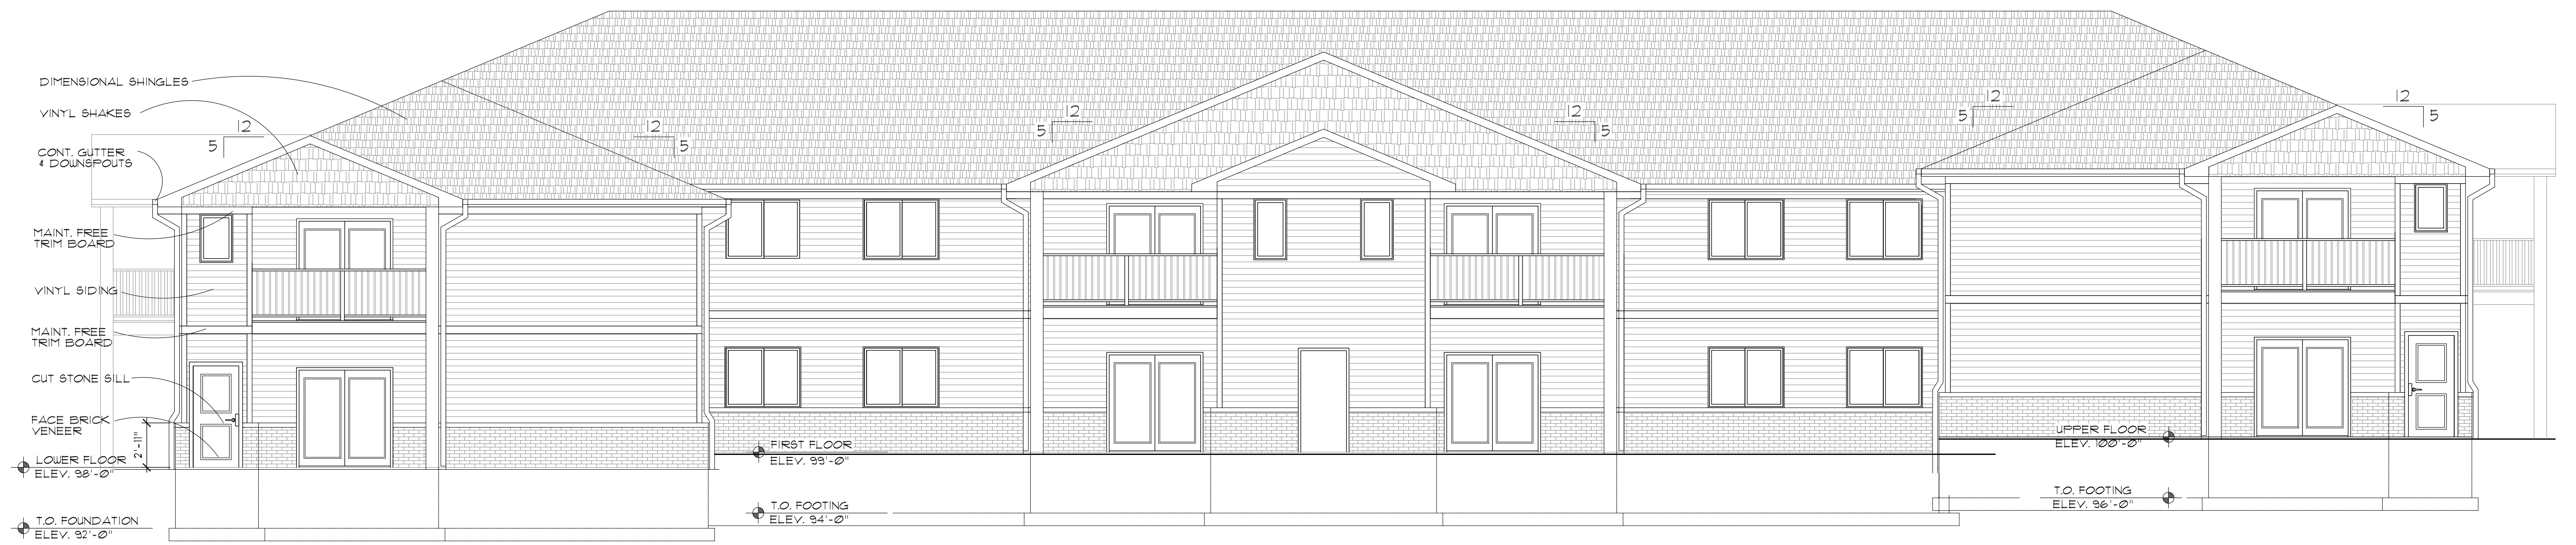 DIMENSIONAL SHINGLES
VINYL SHAKES
CONT. GUTTER
& DOWNSPOUTS
12
5
12
5
12
5
12
5
12
5
12
5
MAINT. FREE
TRIM BOARD
VINYL SIDING
MAINT. FREE
TRIM BOARD
CUT STONE SILL
FACE BRICK
VENEER
2'-11"
LOWER FLOOR
ELEV. 98'-0"
T.O. FOUNDATION
ELEV. 92'-0"
FIRST FLOOR
ELEV. 99'-0"
T.O. FOOTING
ELEV. 94'-0"
UPPER FLOOR
ELEV. 100'-0"
T.O. FOOTING
ELEV. 96'-0"